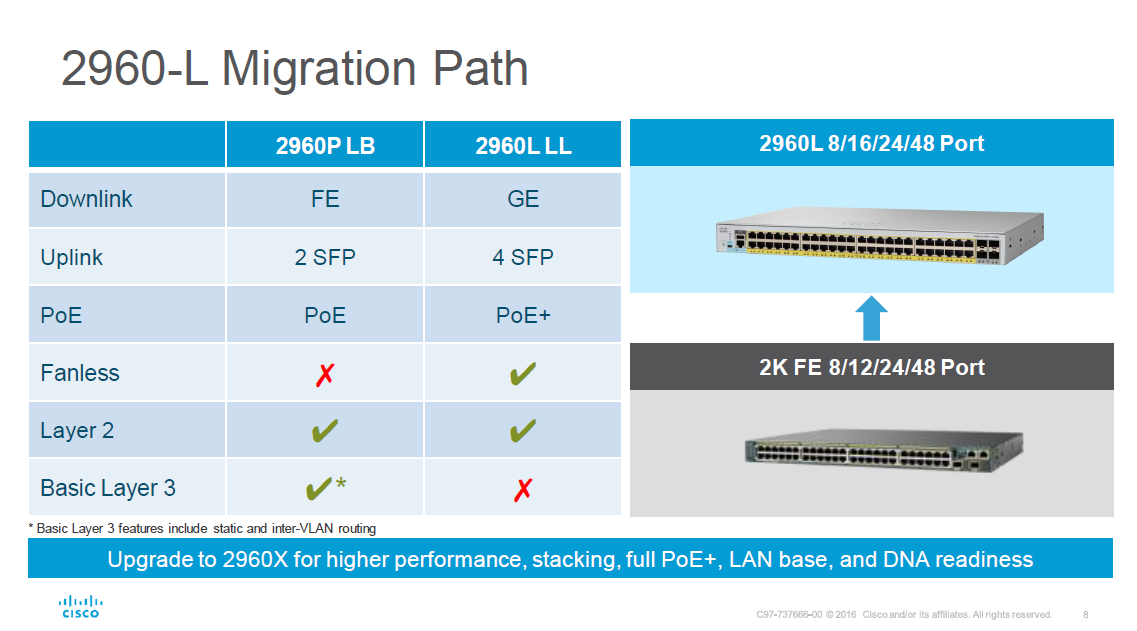 2960-L Migration Path
2960P LB 2960L LL
Downlink FE GE
Uplink 2 SFP 4 SFP
PoE PoE PoE+
Fanless ✗ ✔
Layer 2 ✔ ✔
Basic Layer 3 ✔* ✗
* Basic Layer 3 features include static and inter-VLAN routing
2960L 8/16/24/48 Port
2K FE 8/12/24/48 Port
Upgrade to 2960X for higher performance, stacking, full PoE+, LAN base, and DNA readiness
CISCO
C97-737666-00 © 2016 Cisco and/or its affiliates. All rights reserved. 8